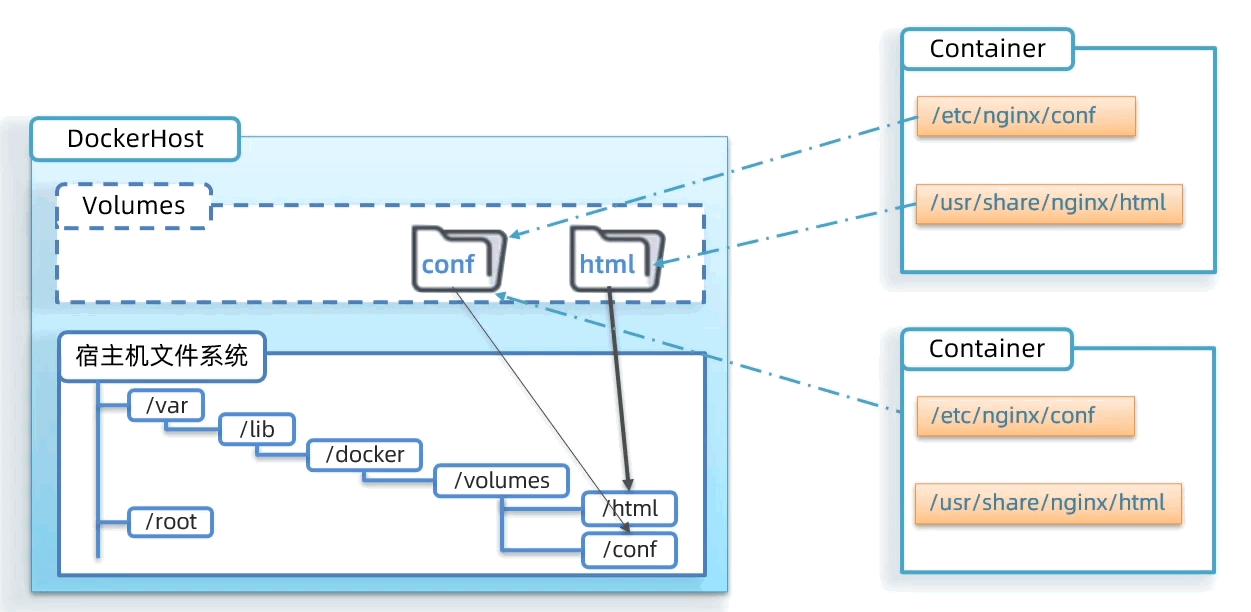 DockerHost
Volumes
conf
html
宿主机文件系统
/var
/lib
/docker
/volumes
/html
/root
/conf
Container
/etc/nginx/conf
/usr/share/nginx/html
Container
/etc/nginx/conf
/usr/share/nginx/html